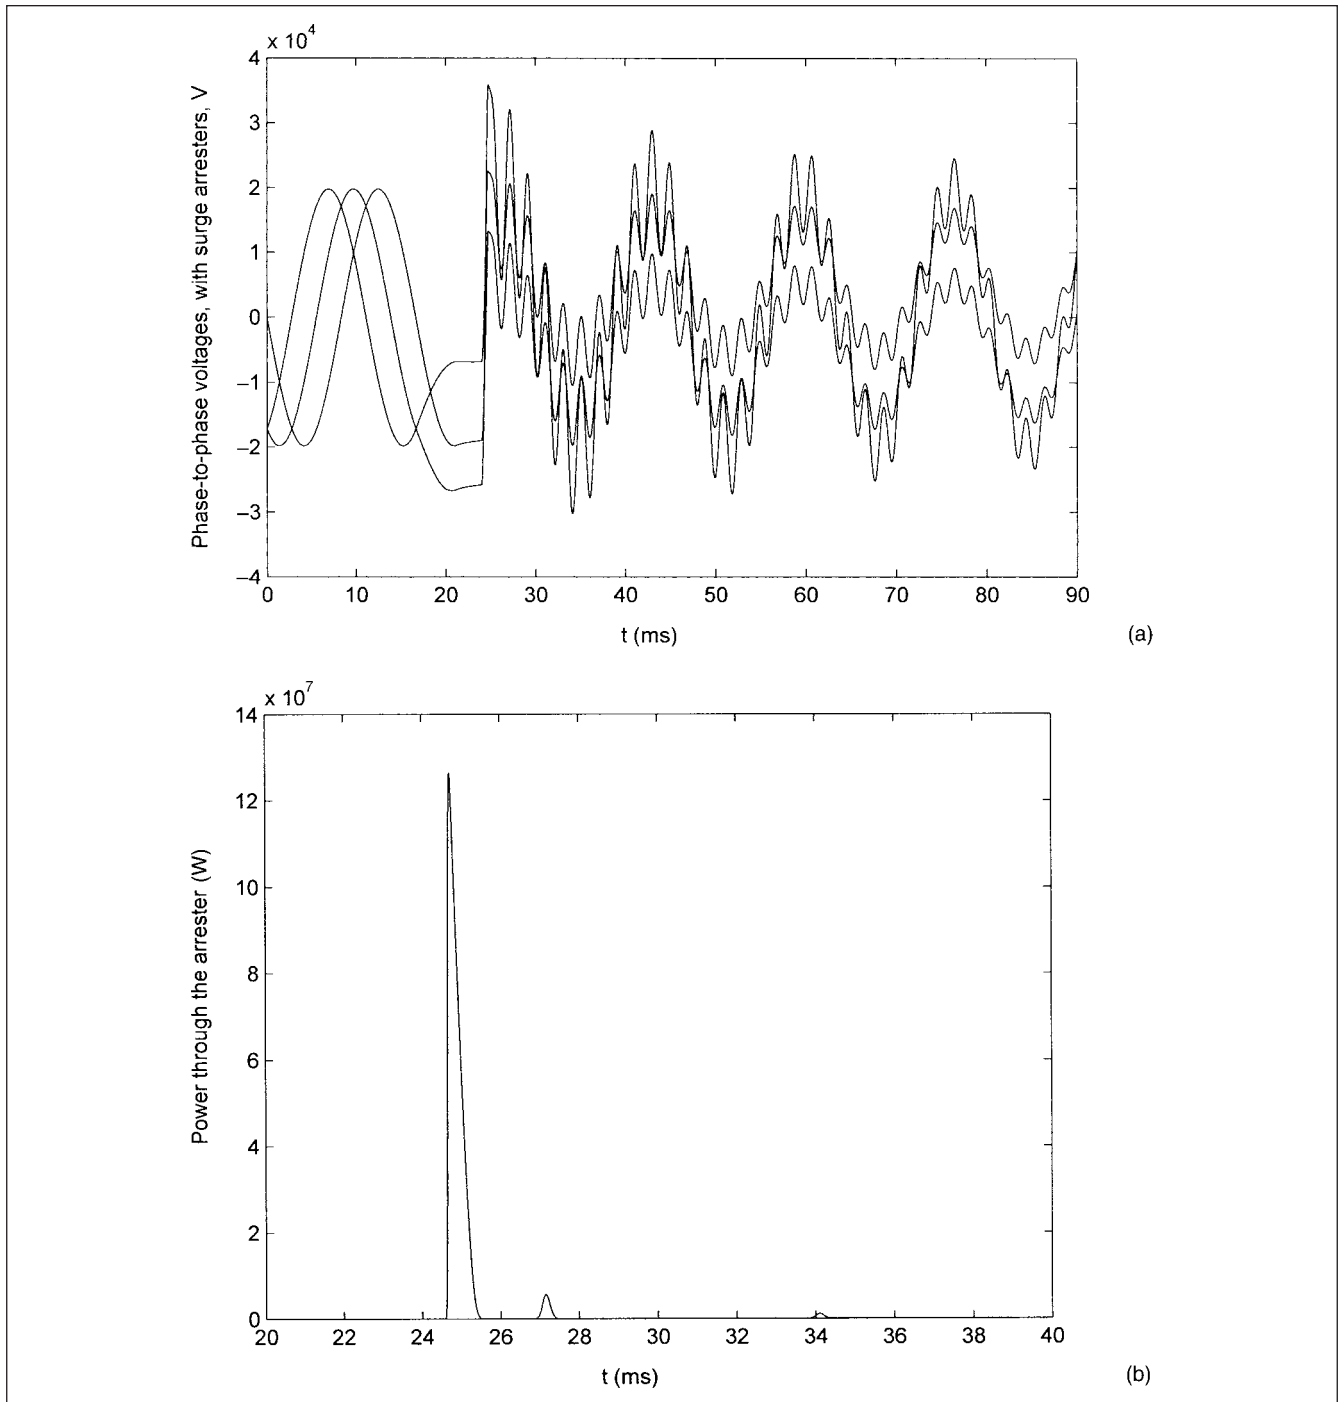 x 10^4
Phase-to-phase voltages, with surge arresters, V
4
3
2
1
0
–1
–2
–3
–4
0 10 20 30 40 50 60 70 80 90
t (ms)
(a)
x 10^7
Power through the arrester (W)
14
12
10
8
6
4
2
0
20 22 24 26 28 30 32 34 36 38 40
t (ms)
(b)